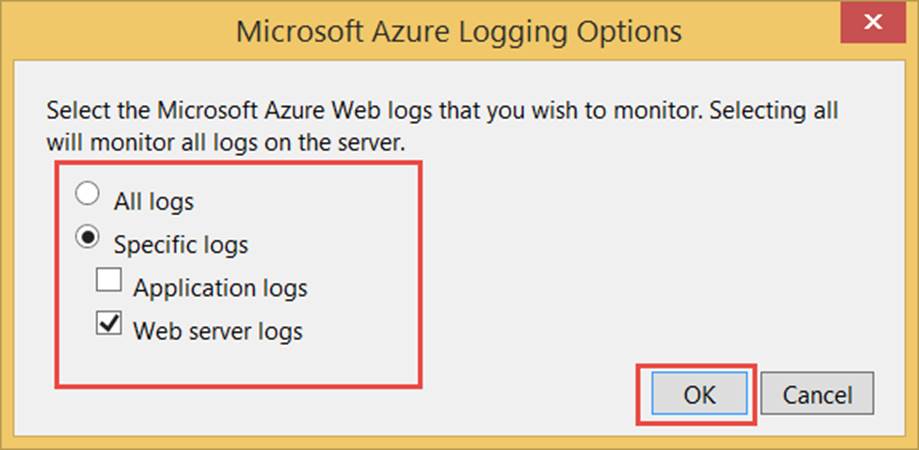 Microsoft Azure Logging Options
Select the Microsoft Azure Web logs that you wish to monitor. Selecting all
will monitor all logs on the server.
All logs
Specific logs
Application logs
Web server logs
OK
Cancel